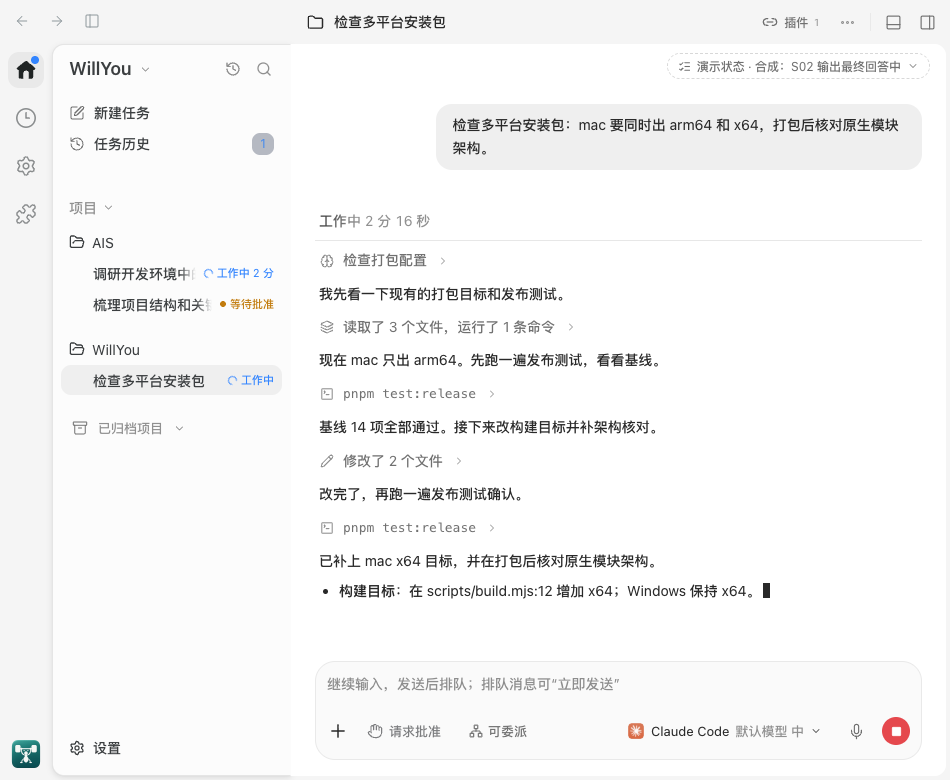 检查多平台安装包
插件 1
WillYou
新建任务
任务历史
1
项目
AIS
调研开发环境中
工作中 2 分
梳理项目结构和关
等待批准
WillYou
检查多平台安装包
工作中
已归档项目
设置
演示状态 · 合成：S02 输出最终回答中
检查多平台安装包：mac 要同时出 arm64 和 x64，打包后核对原生模块
架构。
工作中 2 分 16 秒
检查打包配置
我先看一下现有的打包目标和发布测试。
读取了 3 个文件，运行了 1 条命令
现在 mac 只出 arm64。先跑一遍发布测试，看看基线。
pnpm test:release
基线 14 项全部通过。接下来改构建目标并补架构核对。
修改了 2 个文件
改完了，再跑一遍发布测试确认。
pnpm test:release
已补上 mac x64 目标，并在打包后核对原生模块架构。
• 构建目标：在 scripts/build.mjs:12 增加 x64；Windows 保持 x64。
继续输入，发送后排队；排队消息可“立即发送”
请求批准
可委派
Claude Code 默认模型 中